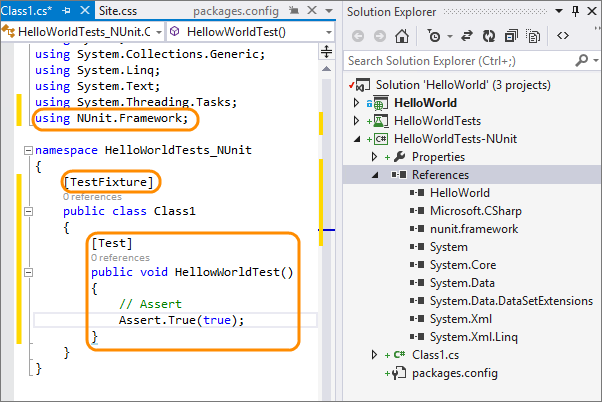 Class1.cs*
Site.css
packages.config
HelloWorldTests_NUnit.C
HellowWorldTest()
using System.Collections.Generic;
using System.Linq;
using System.Text;
using System.Threading.Tasks;
using NUnit.Framework;
namespace HelloWorldTests_NUnit
{
[TestFixture]
0 references
public class Class1
{
[Test]
0 references
public void HellowWorldTest()
{
// Assert
Assert.True(true);
}
}
}
Solution Explorer
Search Solution Explorer (Ctrl+;)
Solution 'HelloWorld' (3 projects)
HelloWorld
HelloWorldTests
HelloWorldTests-NUnit
Properties
References
HelloWorld
Microsoft.CSharp
nunit.framework
System
System.Core
System.Data
System.Data.DataSetExtensions
System.Xml
System.Xml.Linq
C# Class1.cs
packages.config